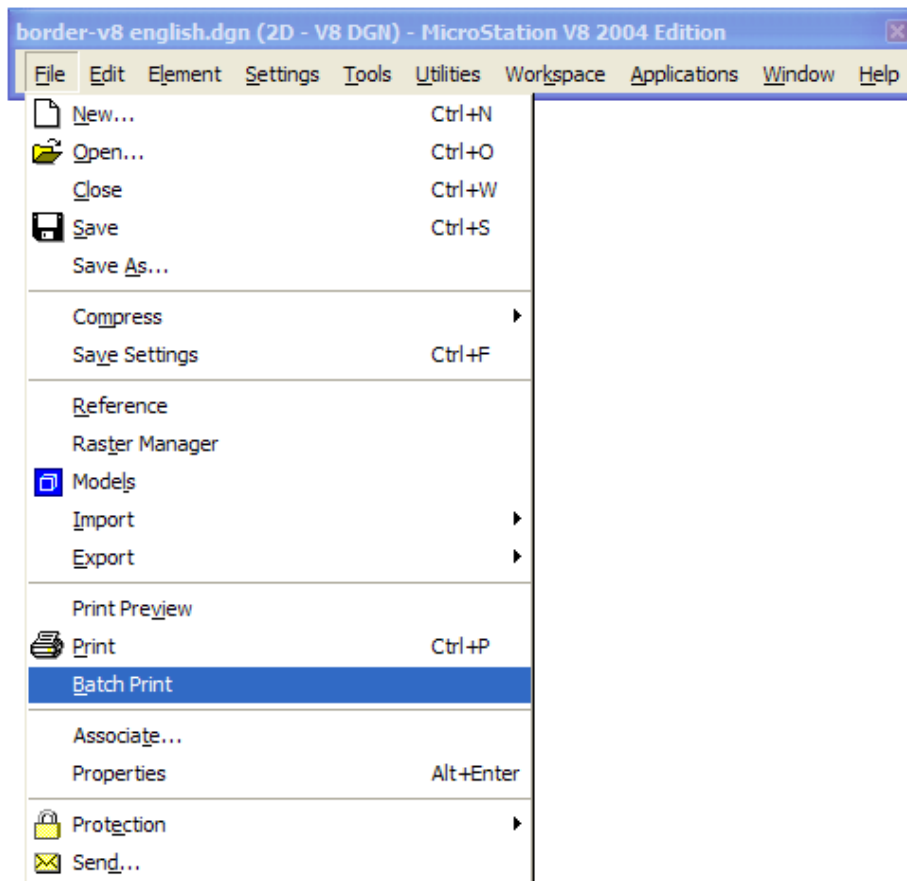 border-v8 english.dgn (2D - V8 DGN) - MicroStation V8 2004 Edition
File Edit Element Settings Tools Utilities Workspace Applications Window Help
New... Ctrl+N
Open... Ctrl+O
Close Ctrl+W
Save Ctrl+S
Save As...
Compress
Save Settings Ctrl+F
Reference
Raster Manager
Models
Import
Export
Print Preview
Print Ctrl+P
Batch Print
Associate...
Properties Alt+Enter
Protection
Send...